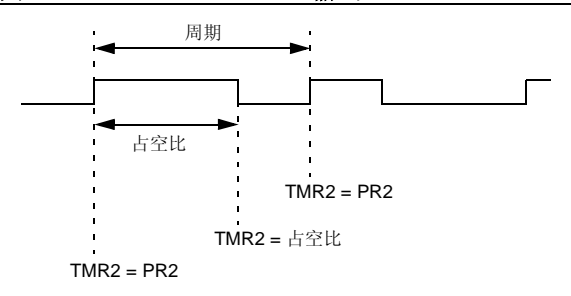 周期
占空比
TMR2 = PR2
TMR2 = 占空比
TMR2 = PR2